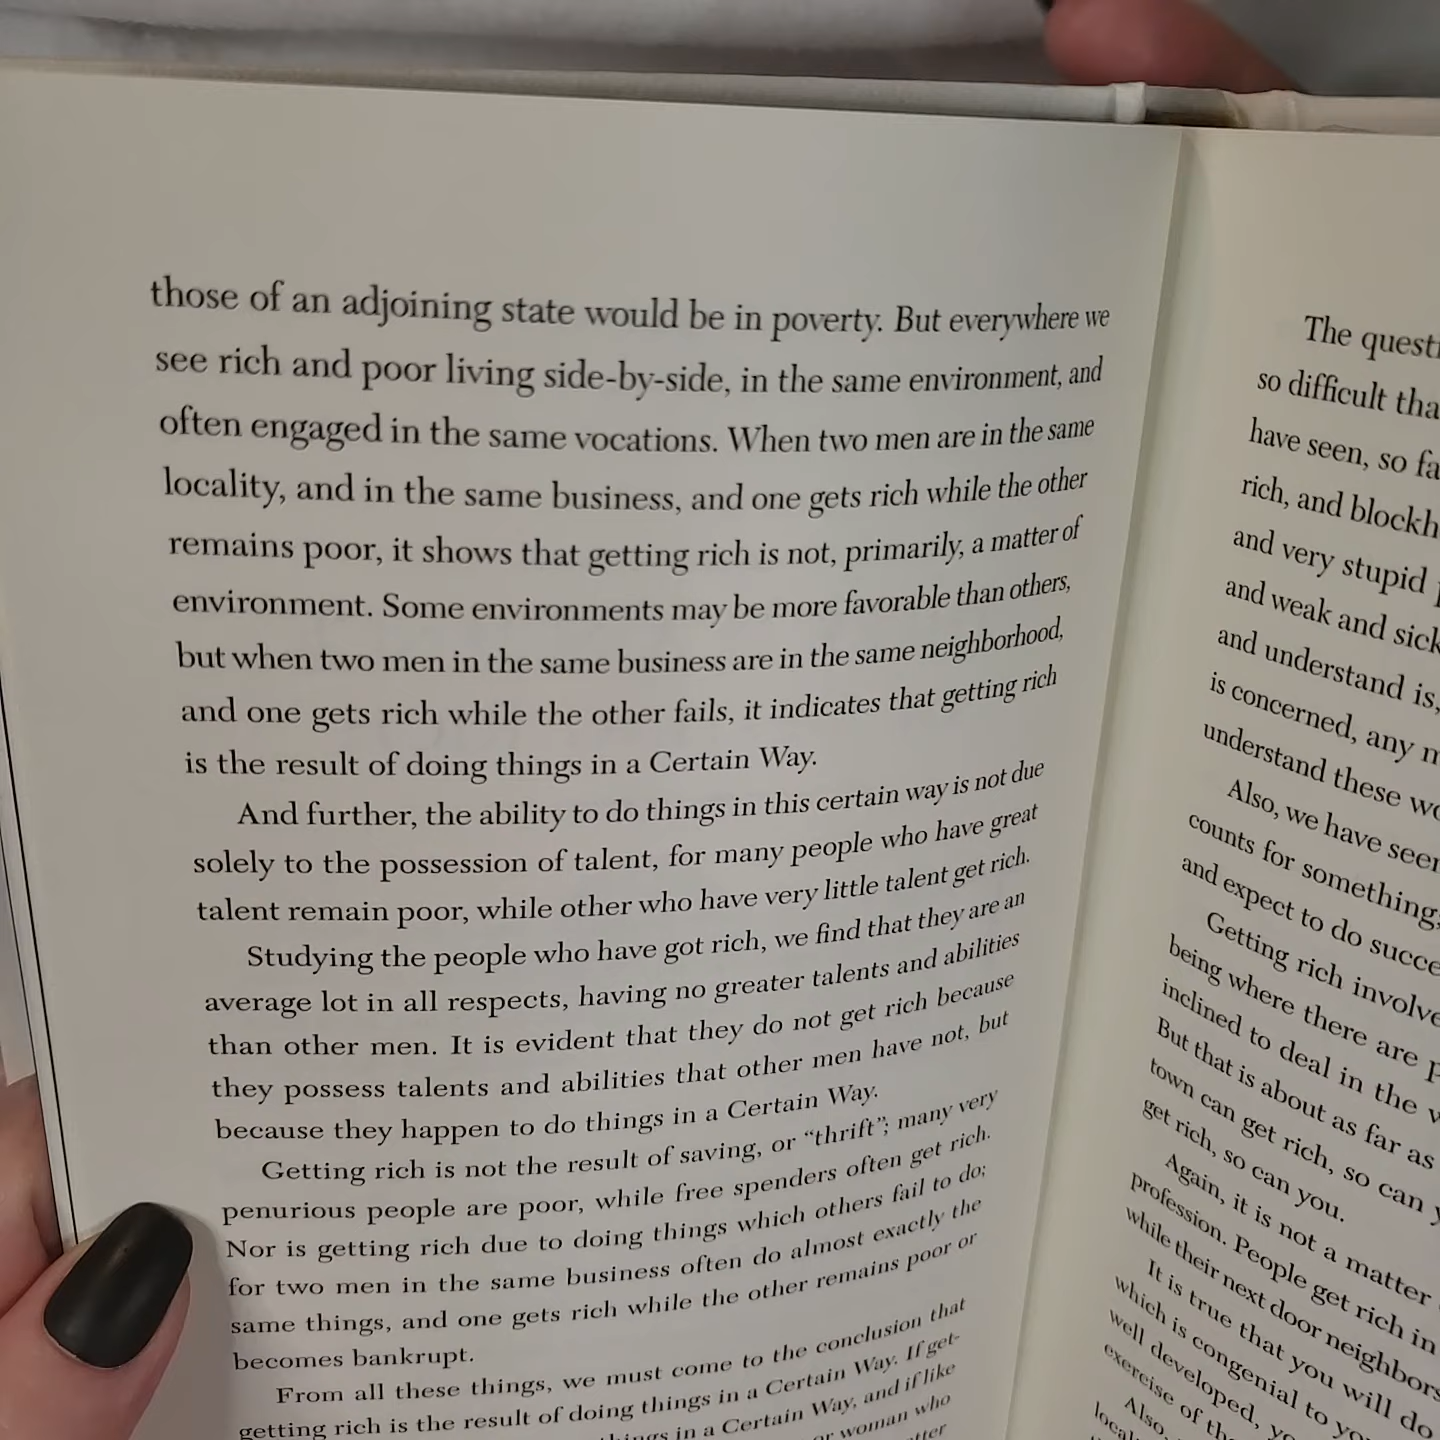 those of an adjoining state would be in poverty. But everywhere we
see rich and poor living side-by-side, in the same environment, and
often engaged in the same vocations. When two men are in the same
locality, and in the same business, and one gets rich while the other
remains poor, it shows that getting rich is not, primarily, a matter of
environment. Some environments may be more favorable than others,
but when two men in the same business are in the same neighborhood,
and one gets rich while the other fails, it indicates that getting rich
is the result of doing things in a Certain Way.
And further, the ability to do things in this certain way is not due
solely to the possession of talent, for many people who have great
talent remain poor, while other who have very little talent get rich.
Studying the people who have got rich, we find that they are an
average lot in all respects, having no greater talents and abilities
than other men. It is evident that they do not get rich because
they possess talents and abilities that other men have not, but
because they happen to do things in a Certain Way.
Getting rich is not the result of saving, or “thrift”; many very
penurious people are poor, while free spenders often get rich.
Nor is getting rich due to doing things which others fail to do;
for two men in the same business often do almost exactly the
same things, and one gets rich while the other remains poor or
becomes bankrupt.
From all these things, we must come to the conclusion that
getting rich is the result of doing things in a Certain Way. If get-
in a Certain Way, and if like
or woman who
The
so difficult
have seen, so
rich, and
and very stupid
and weak and
and understand is,
is concerned, any
understand these
Also, we have
counts for something;
and expect to do
Getting rich
being where there are
inclined to deal in the
But that is about as far as
town can get rich, so can
get rich, so can you.
Again, it is not a matter
profession. People get rich in
while their next door neighbors
It is true that you will do
which is congenial to
well developed,
exercise of
Also,